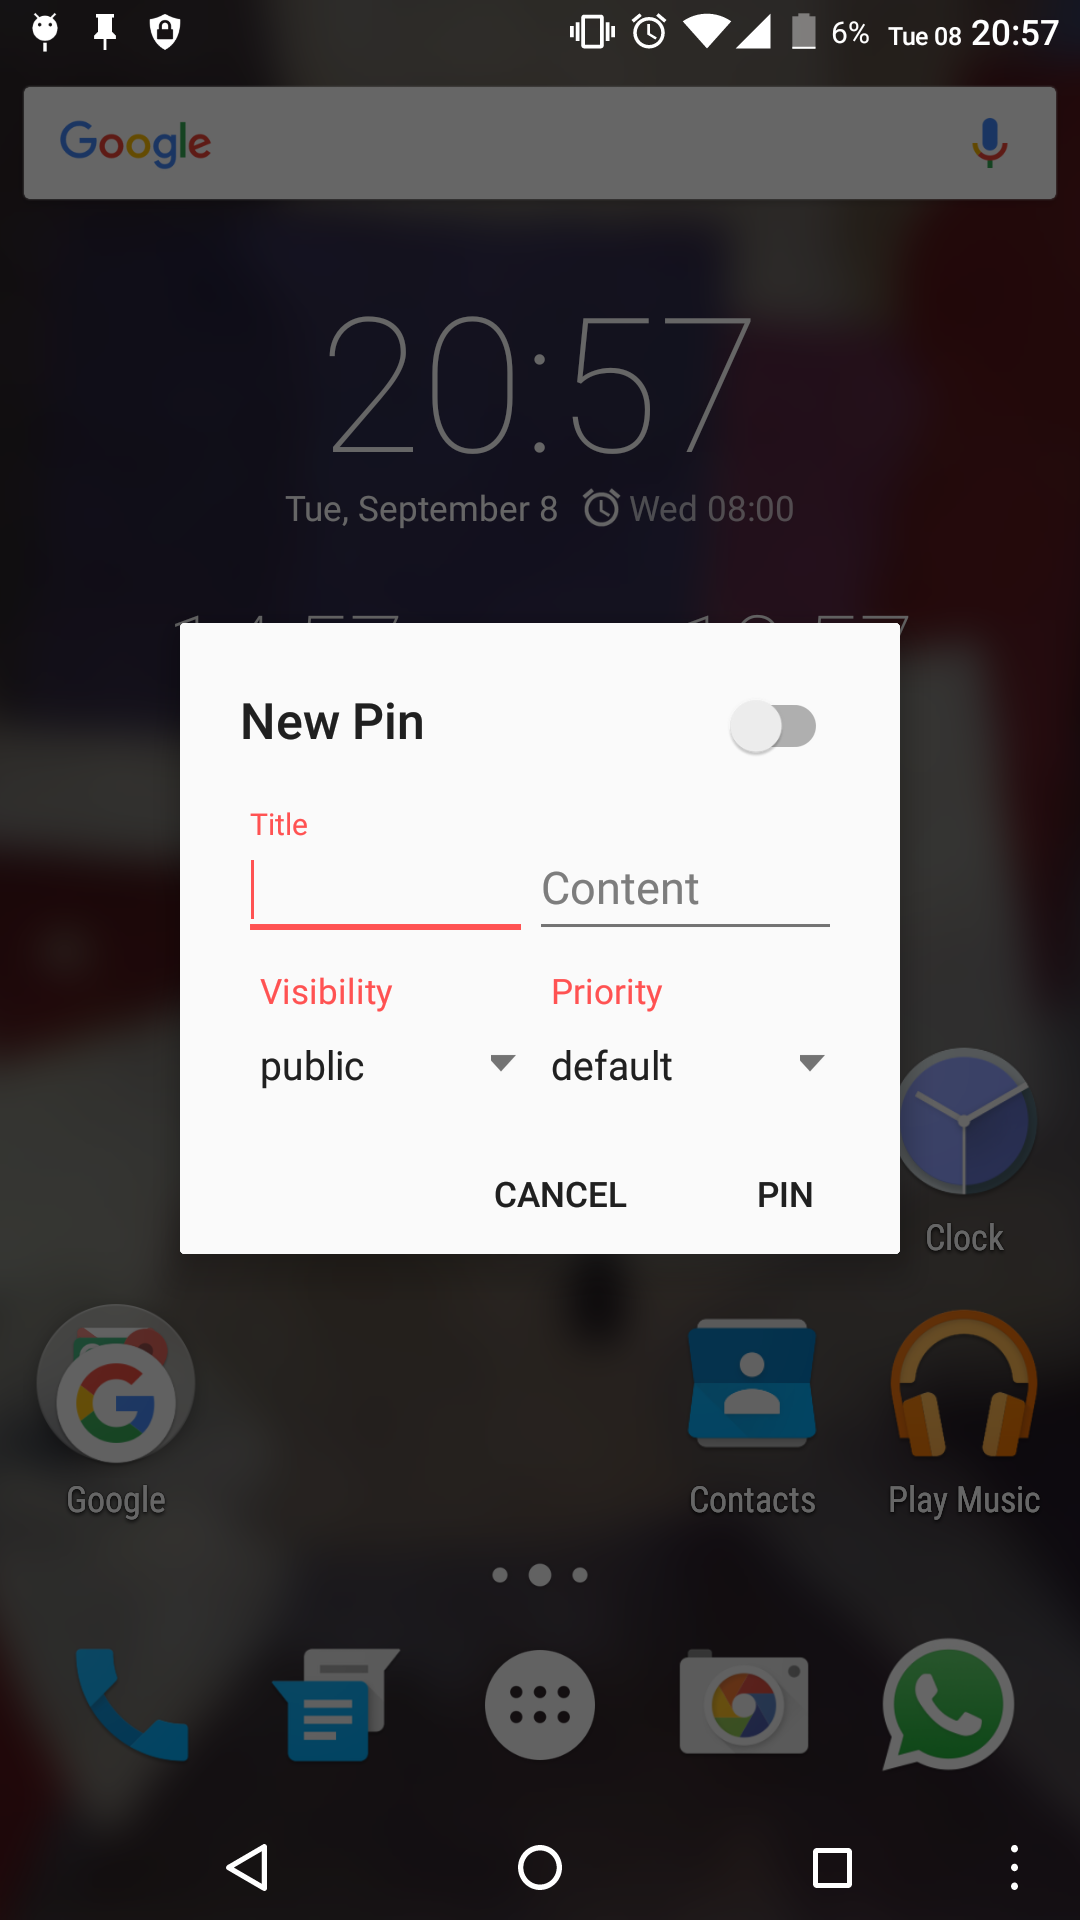 6% Tue 08 20:57
Google
20:57
Tue, September 8 Wed 08:00
New Pin
Title
Content
Visibility Priority
public default
CANCEL PIN
Clock
Google Contacts Play Music